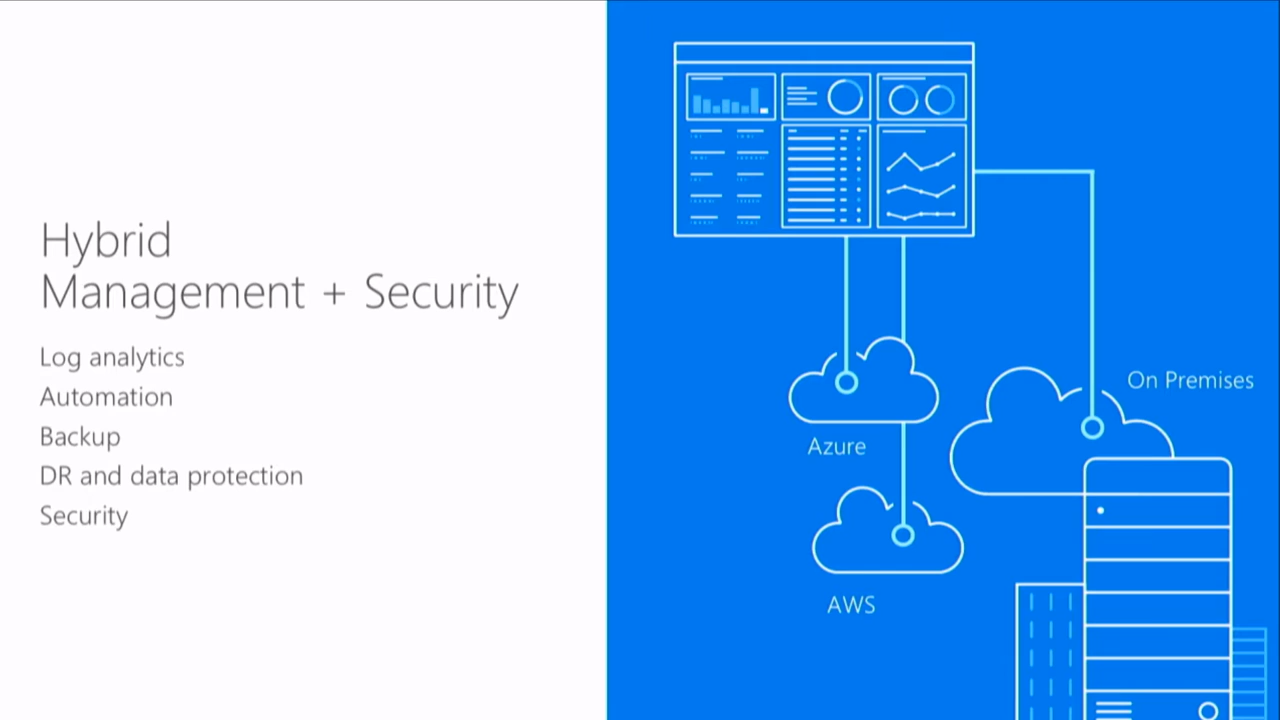 Hybrid
Management + Security
Log analytics
Automation
Backup
DR and data protection
Security
On Premises
Azure
AWS